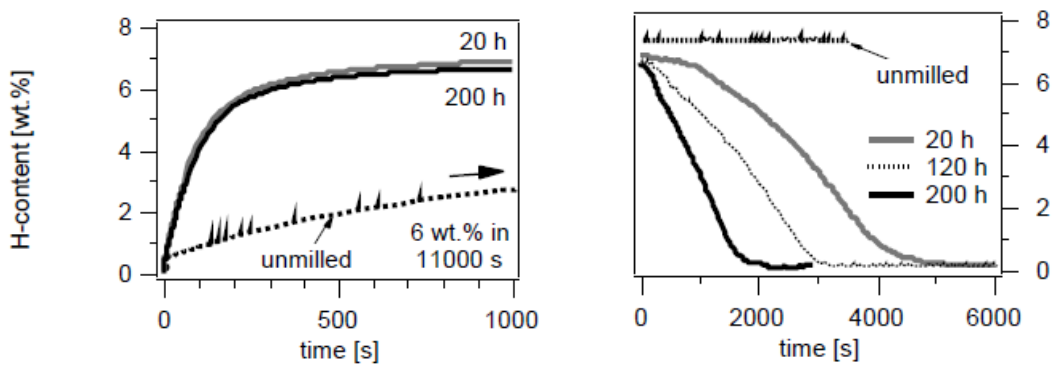 H-content [wt.%]
8
6
4
2
0
20 h
200 h
unmilled
6 wt.% in
11000 s
0
500
1000
time [s]
8
6
4
2
0
unmilled
20 h
120 h
200 h
0
2000
4000
6000
time [s]